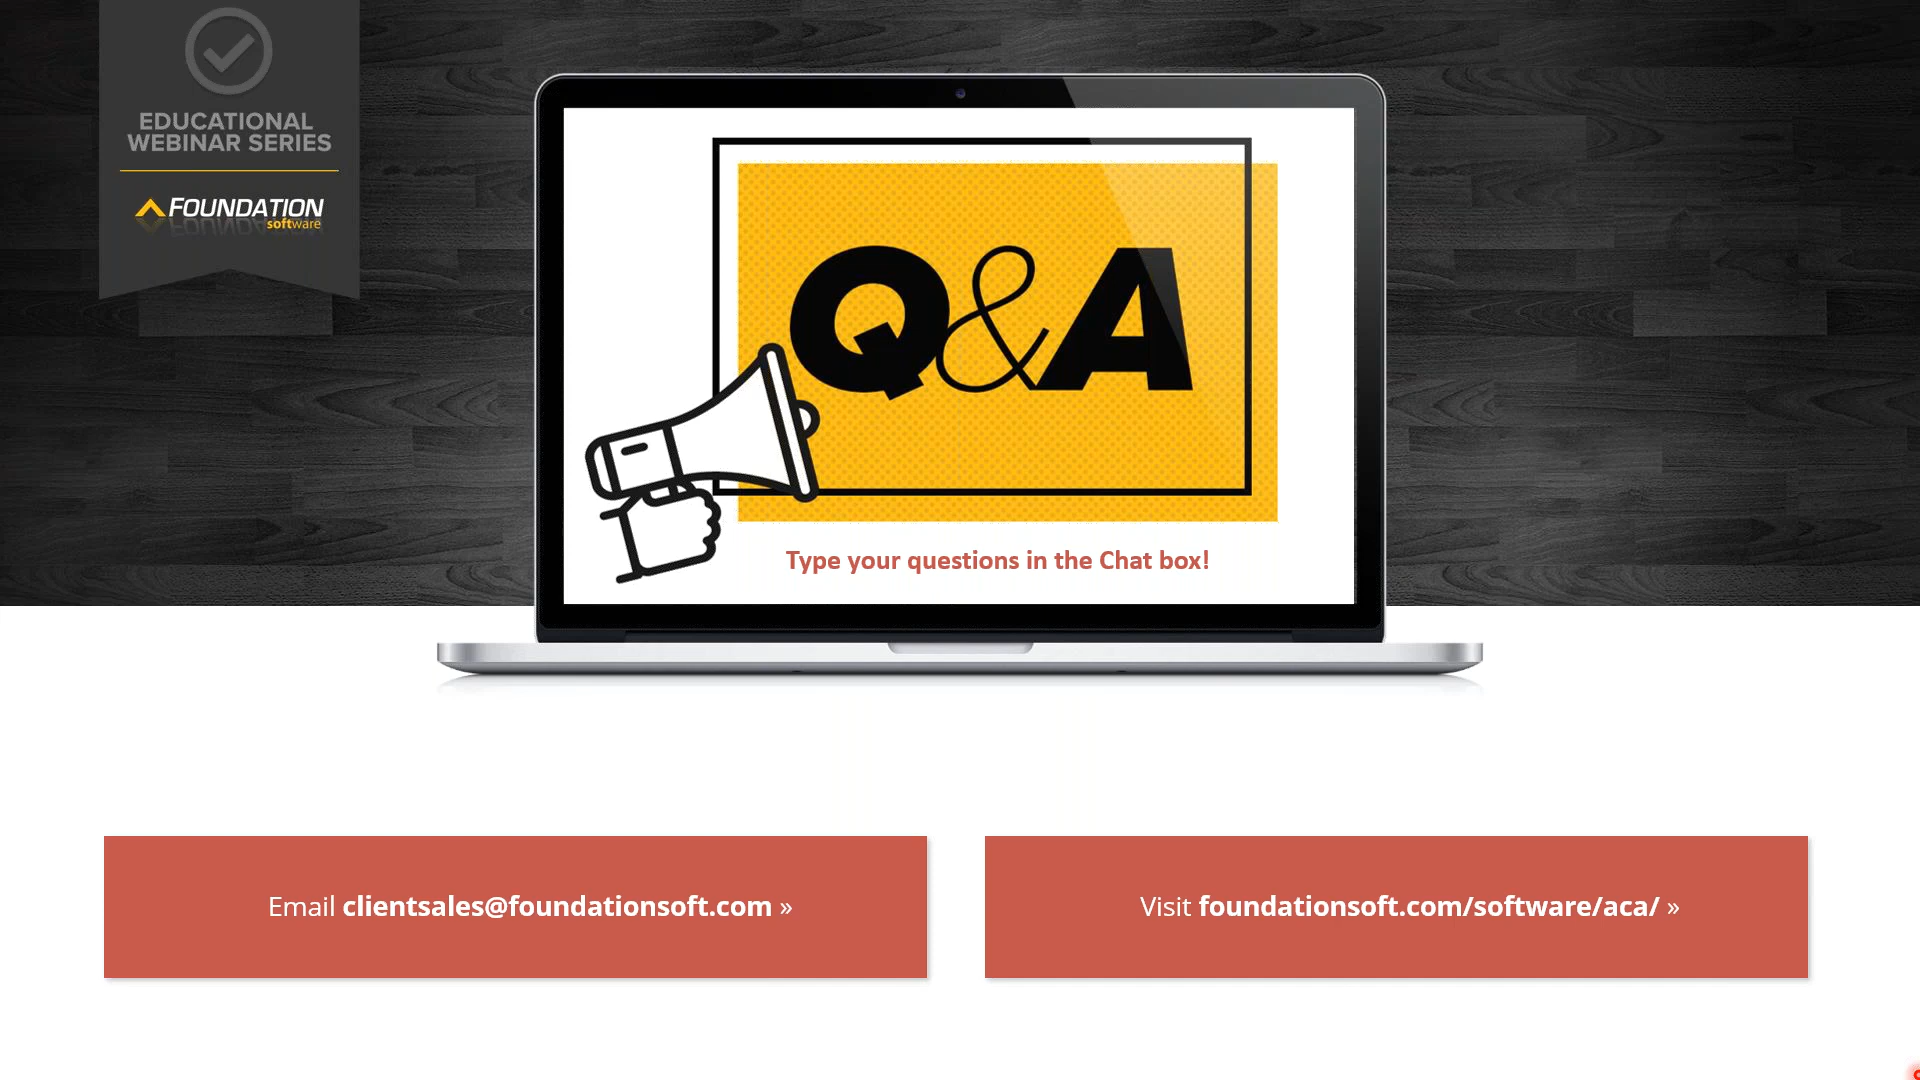 EDUCATIONAL
WEBINAR SERIES
FOUNDATION
software
Q&A
Type your questions in the Chat box!
Email clientsales@foundationsoft.com »
Visit foundationsoft.com/software/aca/ »